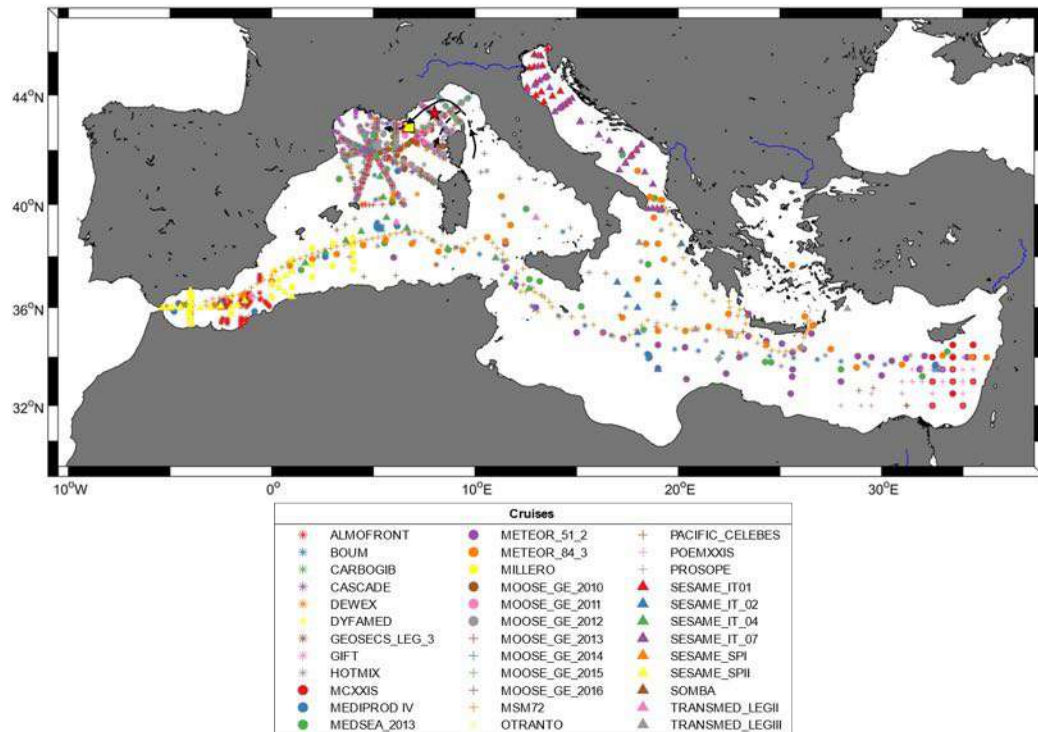 44°N
40°N
36°N
32°N
10°W
0°
10°E
20°E
30°E
Cruises
ALMOFRONT
BOUM
CARBOGIB
CASCADE
DEWEX
DYFAMED
GEOSECS_LEG_3
GIFT
HOTMIX
MCXXIS
MEDIPROD IV
MEDSEA_2013
METEOR_51_2
METEOR_84_3
MILLERO
MOOSE_GE_2010
MOOSE_GE_2011
MOOSE_GE_2012
MOOSE_GE_2013
MOOSE_GE_2014
MOOSE_GE_2015
MOOSE_GE_2016
MSM72
OTRANTO
PACIFIC_CELEBES
POEMXXIS
PROSOPE
SESAME_IT01
SESAME_IT_02
SESAME_IT_04
SESAME_IT_07
SESAME_SPI
SESAME_SPII
SOMBA
TRANSMED_LEGII
TRANSMED_LEGIII